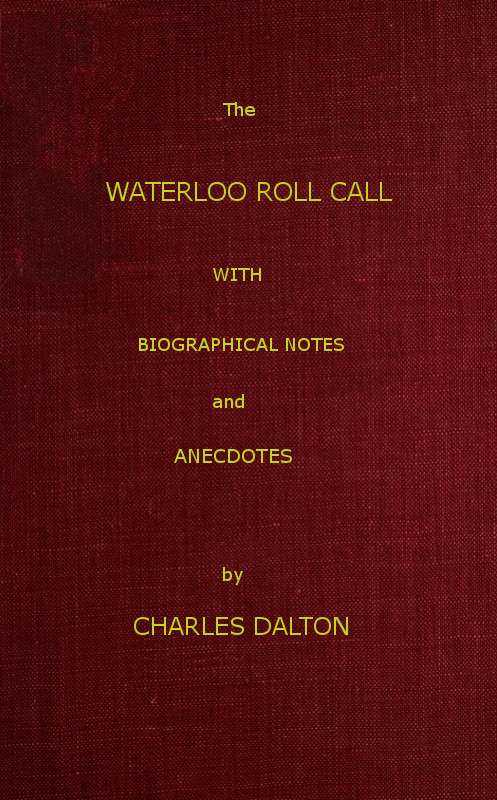 The
WATERLOO ROLL CALL
WITH
BIOGRAPHICAL NOTES
and
ANECDOTES
by
CHARLES DALTON